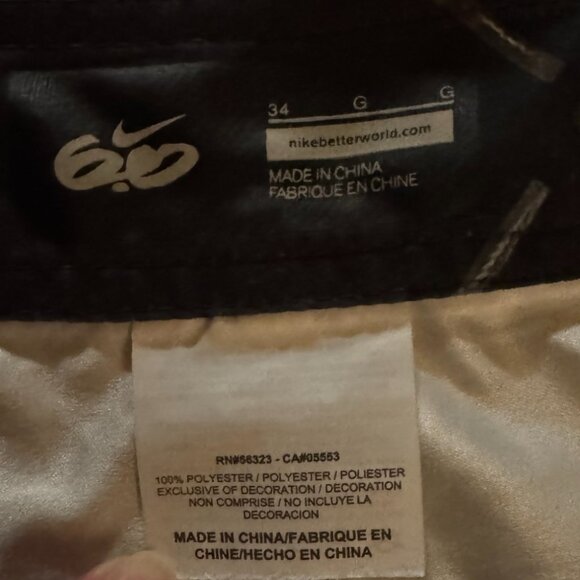 6.0
34 G G
nikebetterworld.com
MADE IN CHINA
FABRIQUE EN CHINE
RN#56323 - CA#05553
100% POLYESTER / POLYESTER / POLIESTER
EXCLUSIVE OF DECORATION / DECORATION
NON COMPRISE / NO INCLUYE LA
DECORACION
MADE IN CHINA/FABRIQUE EN
CHINE/HECHO EN CHINA